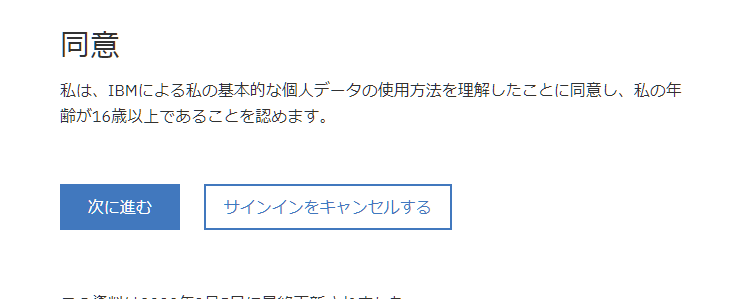 同意
私は、IBMによる私の基本的な個人データの使用方法を理解したことに同意し、私の年
齢が16歳以上であることを認めます。
次に進む サインインをキャンセルする